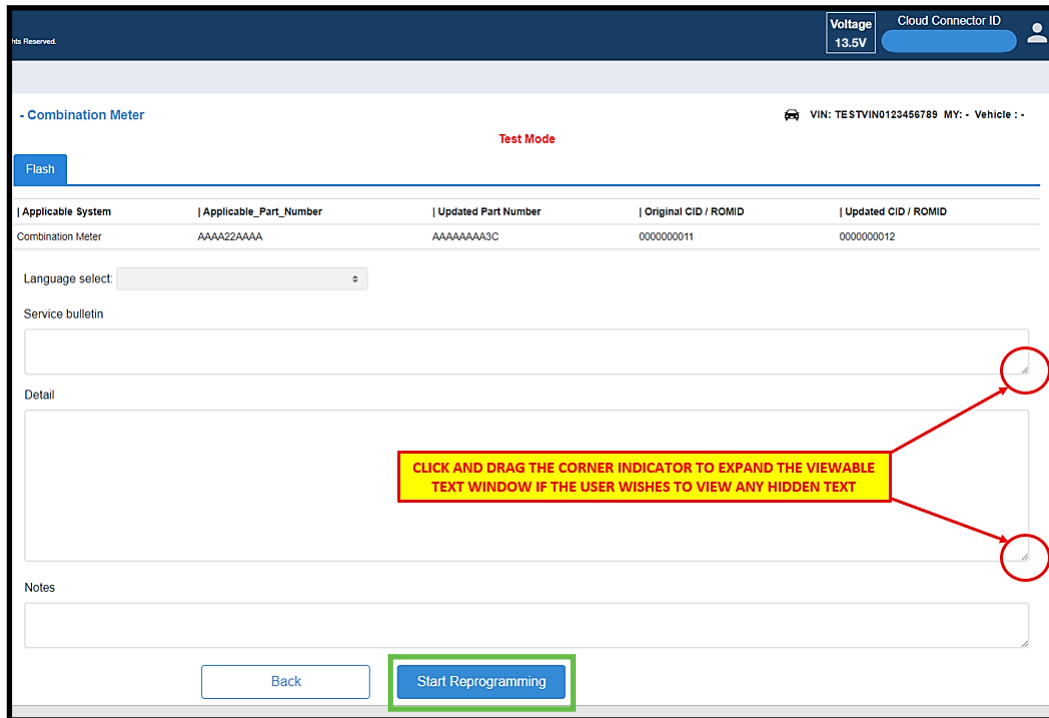 Voltage
13.5V
Cloud Connector ID
hts Reserved.
- Combination Meter
VIN: TESTVIN0123456789 MY: - Vehicle : -
Test Mode
Flash
| Applicable System | Applicable_Part_Number | Updated Part Number | Original CID / ROMID | Updated CID / ROMID
Combination Meter AAAA22AAAA AAAAAAAA3C 0000000011 0000000012
Language select:
Service bulletin
Detail
CLICK AND DRAG THE CORNER INDICATOR TO EXPAND THE VIEWABLE
TEXT WINDOW IF THE USER WISHES TO VIEW ANY HIDDEN TEXT
Notes
Back Start Reprogramming